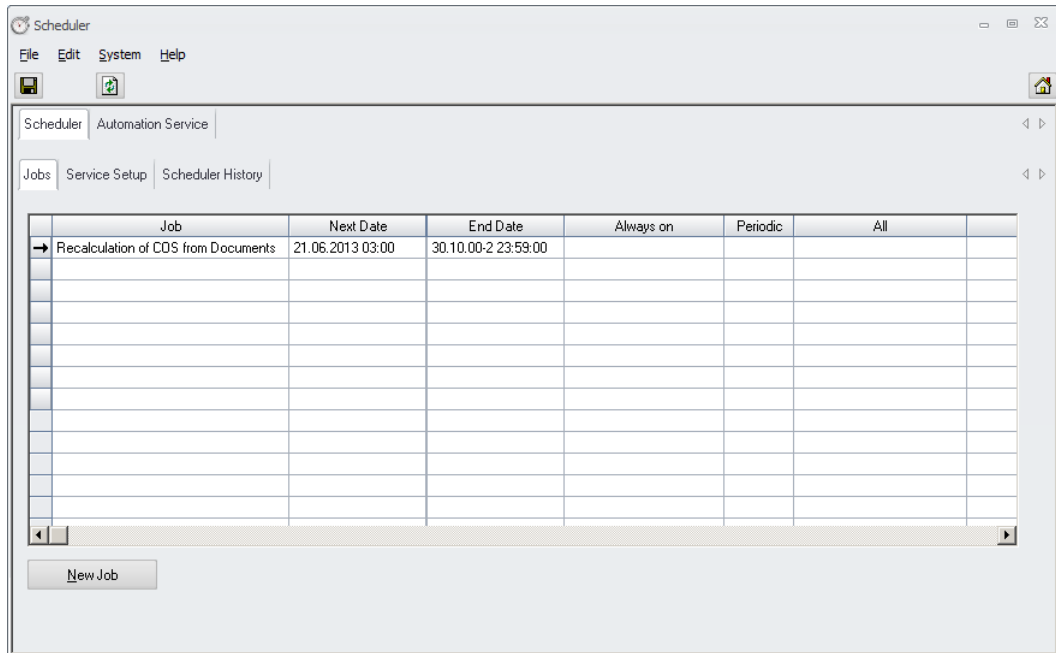 Scheduler
File Edit System Help
Scheduler Automation Service
Jobs Service Setup Scheduler History
Job Next Date End Date Always on Periodic All
Recalculation of COS from Documents 21.06.2013 03:00 30.10.00-2 23:59:00
New Job